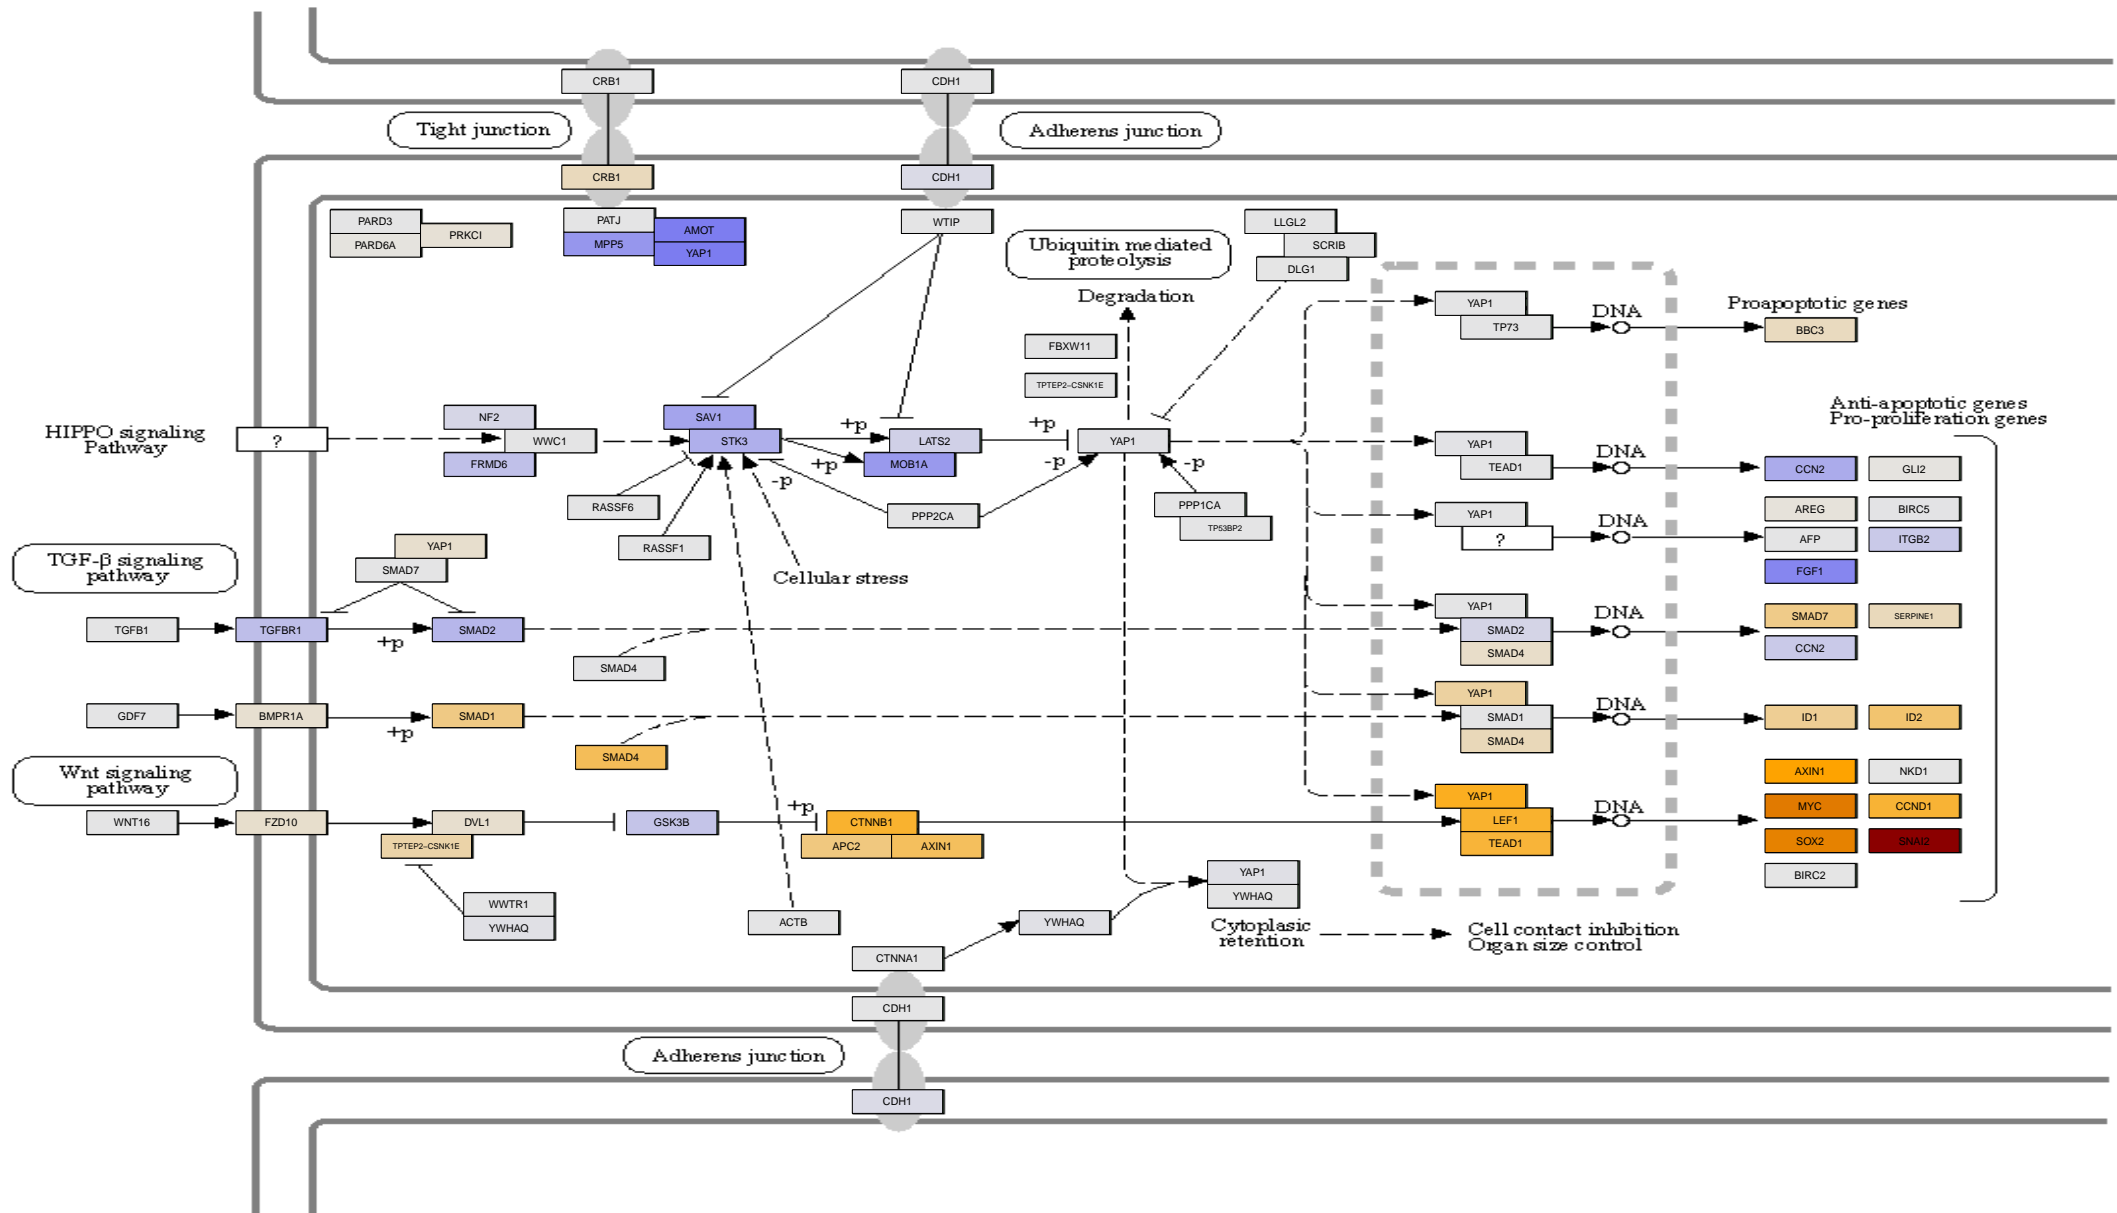 CRB1
CDH1
Tight junction
Adherens junction
CRB1
CDH1
PARD3
PARD6A
PRKCI
PATJ
MPP5
AMOT
YAP1
WTIP
LLGL2
SCRIB
DLG1
Ubiquitin mediated
proteolysis
Degradation
FBXW11
TPTEP2-CSNK1E
YAP1
TP73
DNA
Proapoptotic genes
BBC3
HIPPO signaling
Pathway
?
NF2
WWC1
FRMD6
SAV1
STK3
+p
+p
-p
LATS2
MOB1A
+p
-p
YAP1
-p
RASSF6
RASSF1
PPP2CA
PPP1CA
TP53BP2
Cellular stress
YAP1
TEAD1
DNA
Anti-apoptotic genes
Pro-proliferation genes
CCN2
GLI2
YAP1
?
DNA
AREG
BIRC5
AFP
ITGB2
FGF1
TGF-β signaling
pathway
YAP1
SMAD7
TGFB1
TGFBR1
+p
SMAD2
SMAD4
YAP1
SMAD2
SMAD4
DNA
SMAD7
SERPINE1
CCN2
GDF7
BMPR1A
+p
SMAD1
SMAD4
YAP1
SMAD1
SMAD4
DNA
ID1
ID2
Wnt signaling
pathway
WNT16
FZD10
DVL1
TPTEP2-CSNK1E
GSK3B
+p
CTNNB1
APC2
AXIN1
YAP1
LEF1
TEAD1
DNA
AXIN1
NKD1
MYC
CCND1
SOX2
SNAI2
BIRC2
WWTR1
YWHAQ
ACTB
YWHAQ
YAP1
YWHAQ
Cytoplasic
retention
Cell contact inhibition
Organ size control
CTNNA1
CDH1
Adherens junction
CDH1